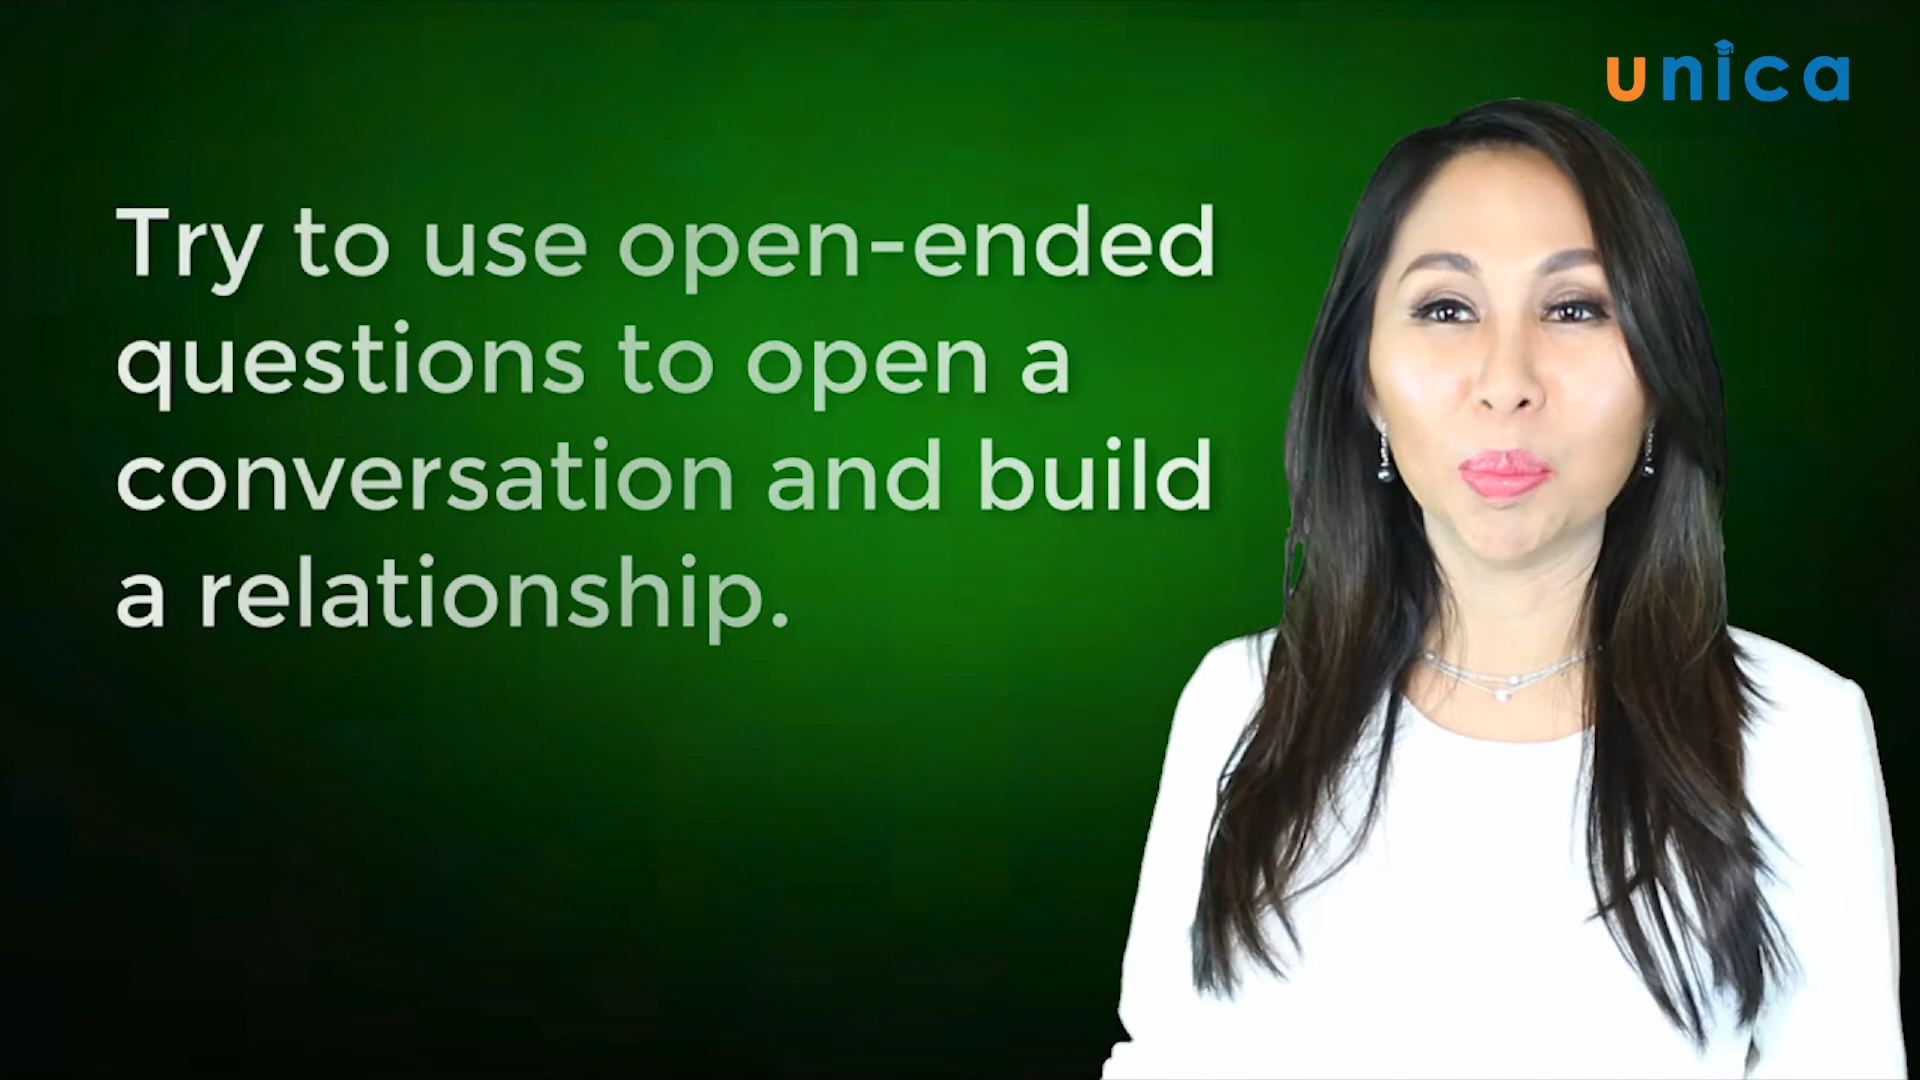 unica
Try to use open-ended
questions to open a
conversation and build
a relationship.